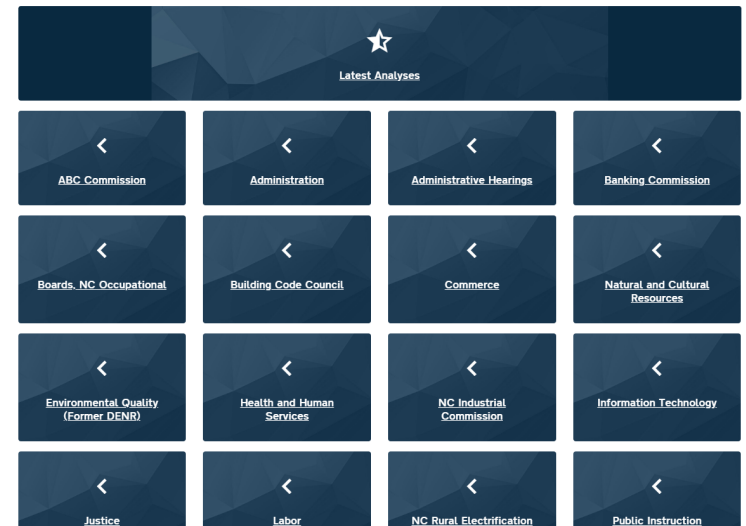 Latest Analyses
ABC Commission
Administration
Administrative Hearings
Banking Commission
Boards, NC Occupational
Building Code Council
Commerce
Natural and Cultural
Resources
Environmental Quality
(Former DENR)
Health and Human
Services
NC Industrial
Commission
Information Technology
Justice
Labor
NC Rural Electrification
Public Instruction